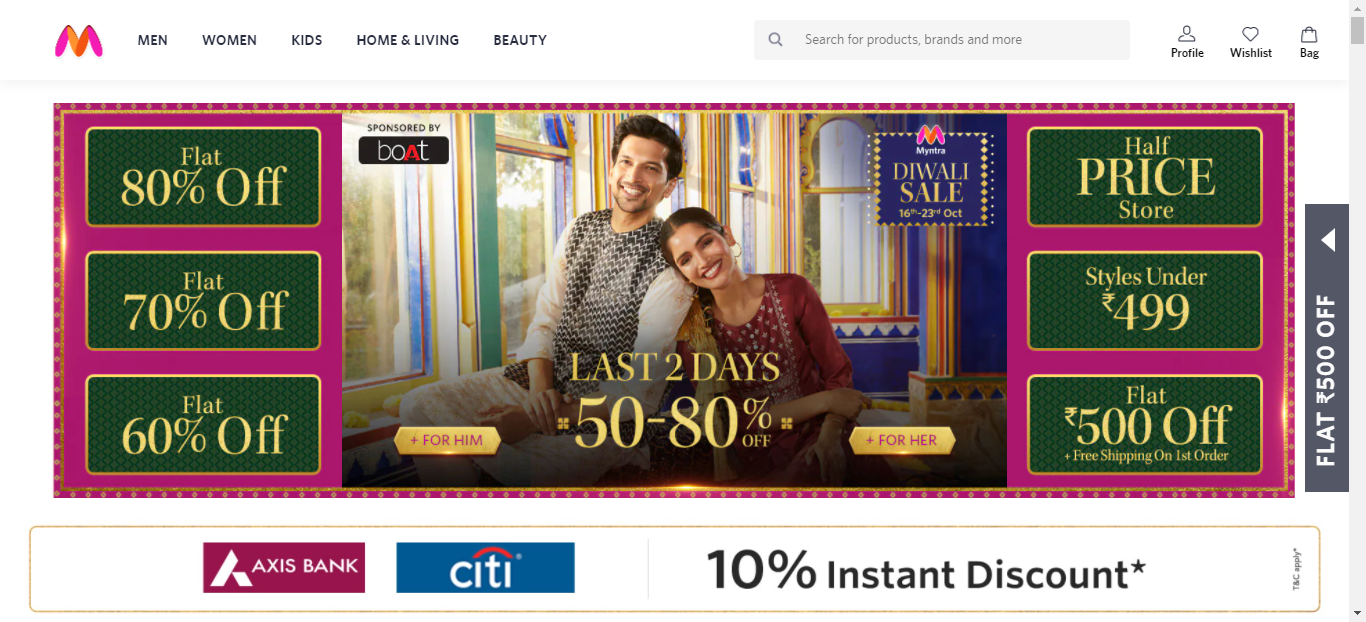 MEN WOMEN KIDS HOME & LIVING BEAUTY
Search for products, brands and more
Profile Wishlist Bag
Flat
80% Off
Flat
70% Off
Flat
60% Off
SPONSORED BY
boAt
Myntra
DIWALI
SALE
16th-23rd Oct
LAST 2 DAYS
50-80% OFF
+ FOR HIM
+ FOR HER
Half
PRICE
Store
Styles Under
₹499
Flat
₹500 Off
+ Free Shipping On 1st Order
FLAT ₹500 OFF
AXIS BANK
citi
10% Instant Discount*
T&C apply*